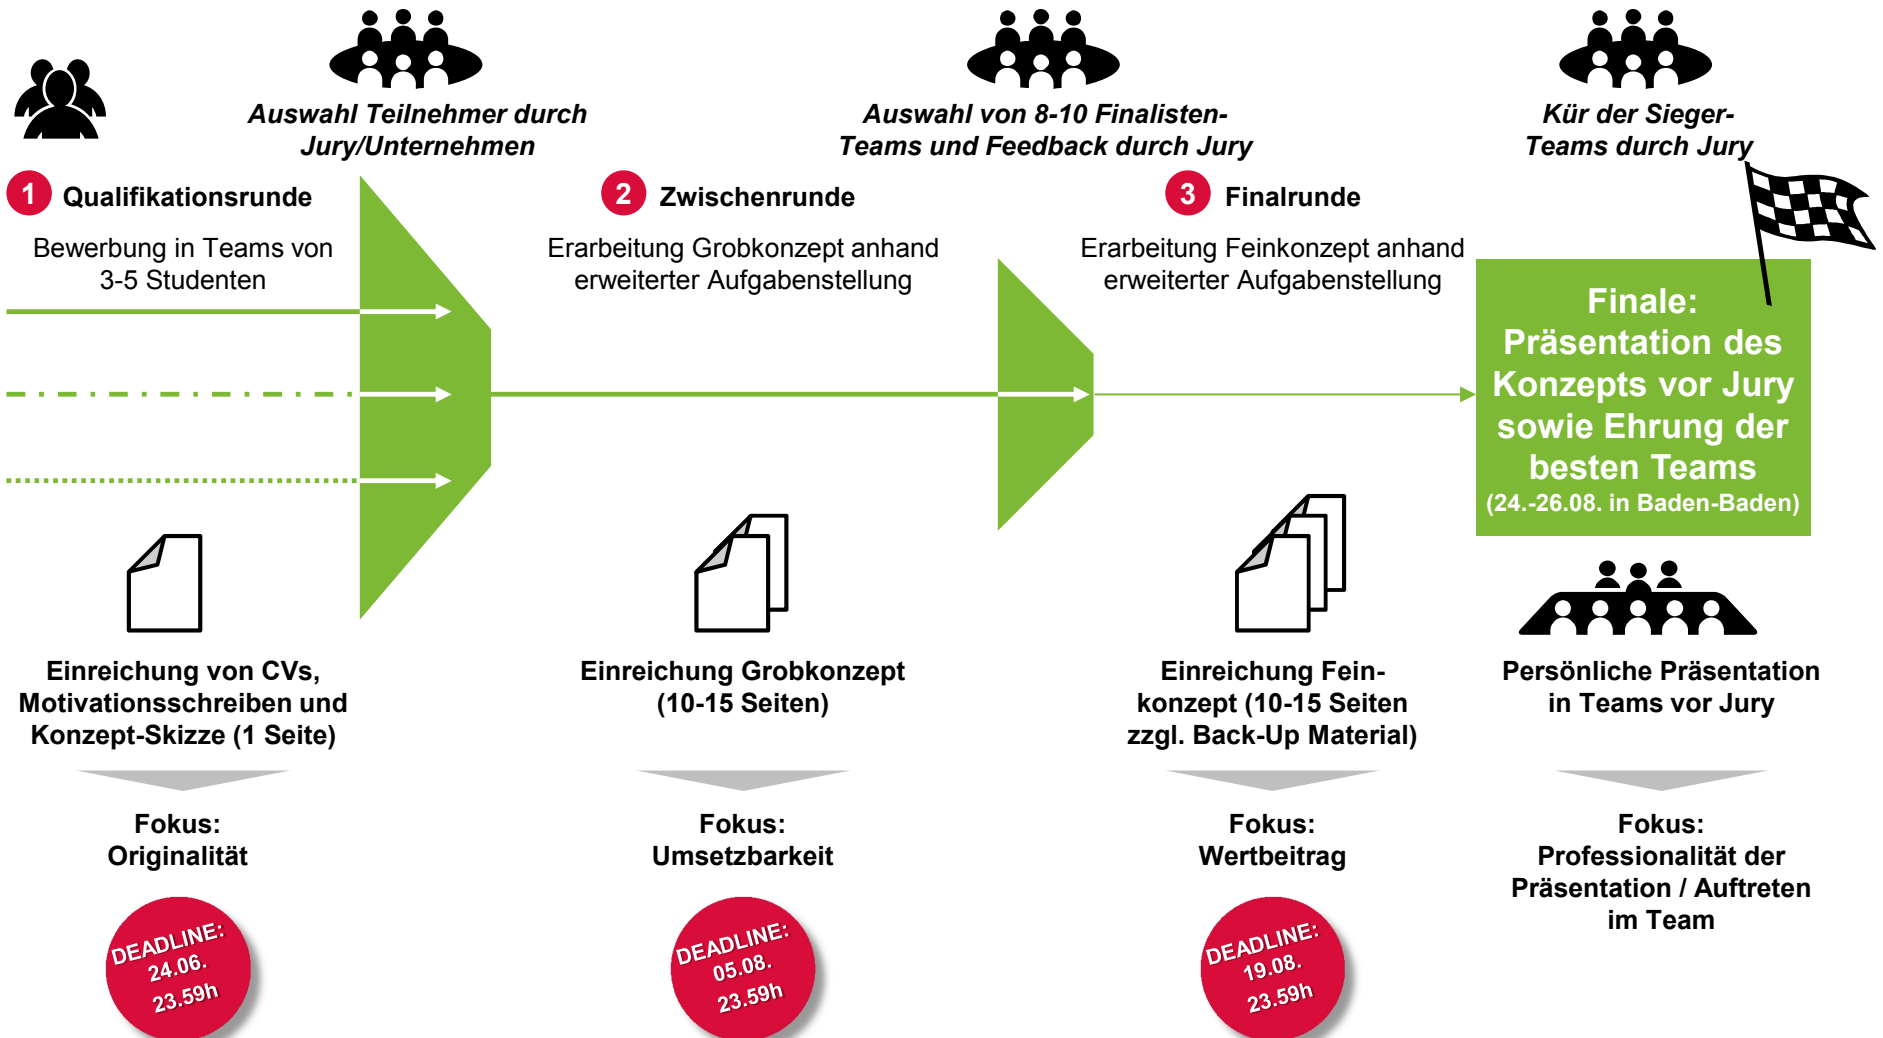 Auswahl Teilnehmer durch
Jury/Unternehmen
Auswahl von 8-10 Finalisten-
Teams und Feedback durch Jury
Kür der Sieger-
Teams durch Jury
1 Qualifikationsrunde
Bewerbung in Teams von
3-5 Studenten
2 Zwischenrunde
Erarbeitung Grobkonzept anhand
erweiterter Aufgabenstellung
3 Finalrunde
Erarbeitung Feinkonzept anhand
erweiterter Aufgabenstellung
Finale:
Präsentation des
Konzepts vor Jury
sowie Ehrung der
besten Teams
(24.-26.08. in Baden-Baden)
Einreichung von CVs,
Motivationsschreiben und
Konzept-Skizze (1 Seite)
Einreichung Grobkonzept
(10-15 Seiten)
Einreichung Fein-
konzept (10-15 Seiten
zzgl. Back-Up Material)
Persönliche Präsentation
in Teams vor Jury
Fokus:
Originalität
Fokus:
Umsetzbarkeit
Fokus:
Wertbeitrag
Fokus:
Professionalität der
Präsentation / Auftreten
im Team
DEADLINE:
24.06.
23.59h
DEADLINE:
05.08.
23.59h
DEADLINE:
19.08.
23.59h